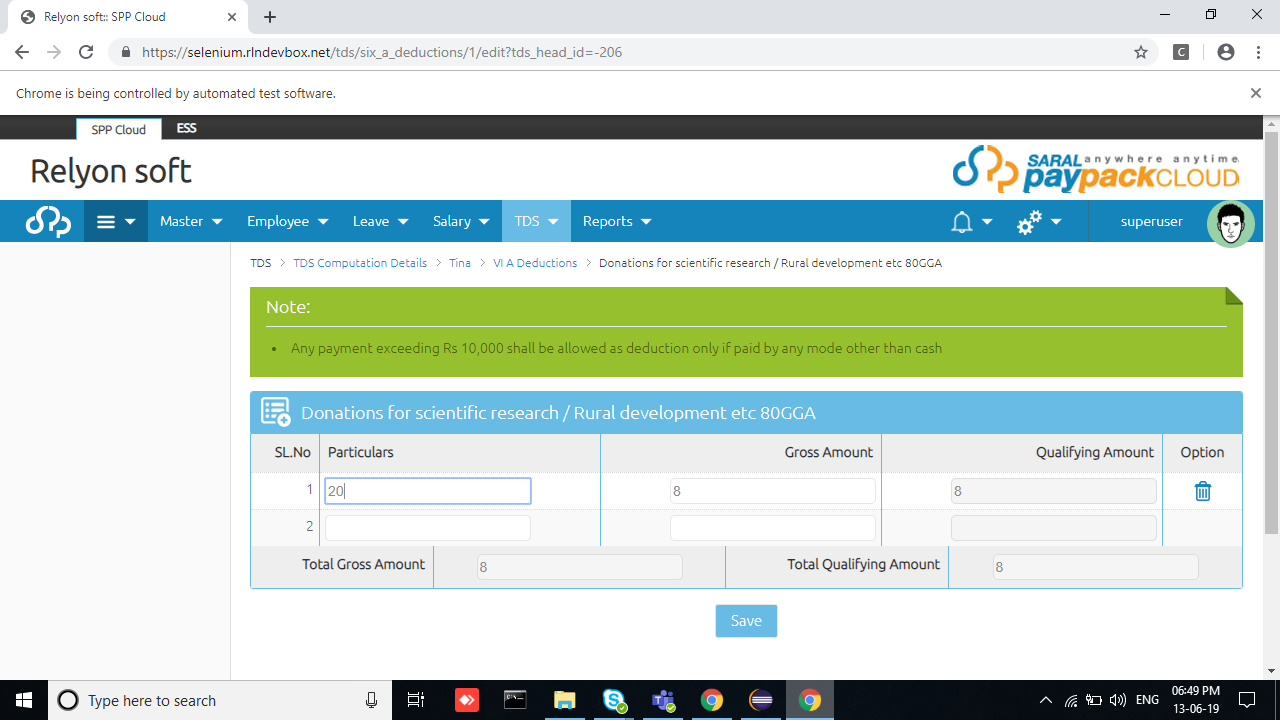 Relyon soft:: SPP Cloud
https://selenium.rlndevbox.net/tds/six_a_deductions/1/edit?tds_head_id=-206
C
Chrome is being controlled by automated test software.
SPP Cloud ESS
Relyon soft
SARAL anywhere anytime
paypackCLOUD
Master Employee Leave Salary TDS Reports superuser
TDS > TDS Computation Details > Tina > VI A Deductions > Donations for scientific research / Rural development etc 80GGA
Note:
• Any payment exceeding Rs 10,000 shall be allowed as deduction only if paid by any mode other than cash
Donations for scientific research / Rural development etc 80GGA
SL.No Particulars Gross Amount Qualifying Amount Option
1 20 8 8
2
Total Gross Amount 8 Total Qualifying Amount 8
Save
Type here to search
ENG
06:49 PM
13-06-19